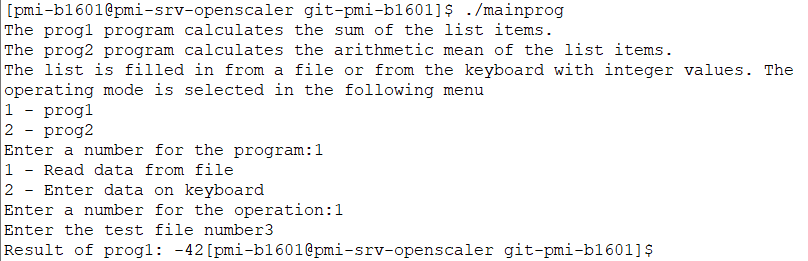 [pmi-b1601@pmi-srv-openscaler git-pmi-b1601]$ ./mainprog
The prog1 program calculates the sum of the list items.
The prog2 program calculates the arithmetic mean of the list items.
The list is filled in from a file or from the keyboard with integer values. The
operating mode is selected in the following menu
1 - prog1
2 - prog2
Enter a number for the program:1
1 - Read data from file
2 - Enter data on keyboard
Enter a number for the operation:1
Enter the test file number3
Result of prog1: -42[pmi-b1601@pmi-srv-openscaler git-pmi-b1601]$